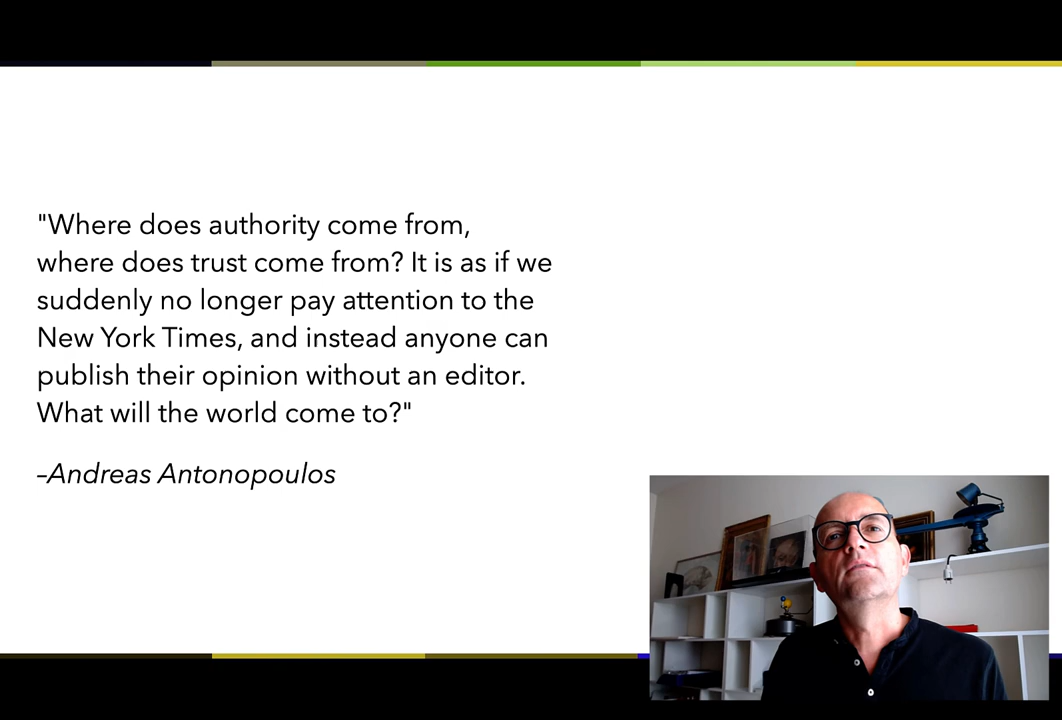 "Where does authority come from,
where does trust come from? It is as if we
suddenly no longer pay attention to the
New York Times, and instead anyone can
publish their opinion without an editor.
What will the world come to?"
–Andreas Antonopoulos